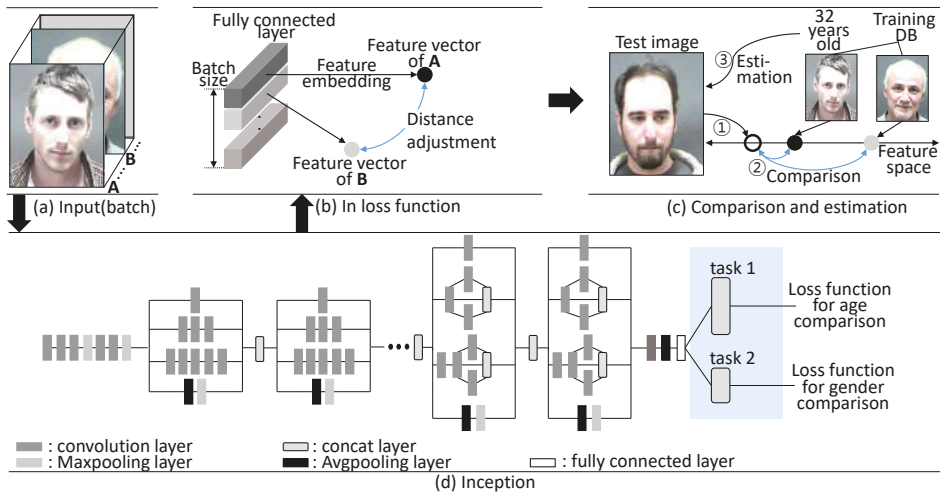 B
A
(a) Input(batch)
Fully connected
layer
Batch
size
Feature
embedding
Feature vector
of A
Distance
adjustment
Feature vector
of B
(b) In loss function
Test image
32
years
old
Training
DB
③
Esti-
mation
①
②
Comparison
Feature
space
(c) Comparison and estimation
task 1
Loss function
for age
comparison
task 2
Loss function
for gender
comparison
: convolution layer
: concat layer
: Maxpooling layer
: Avgpooling layer
: fully connected layer
(d) Inception